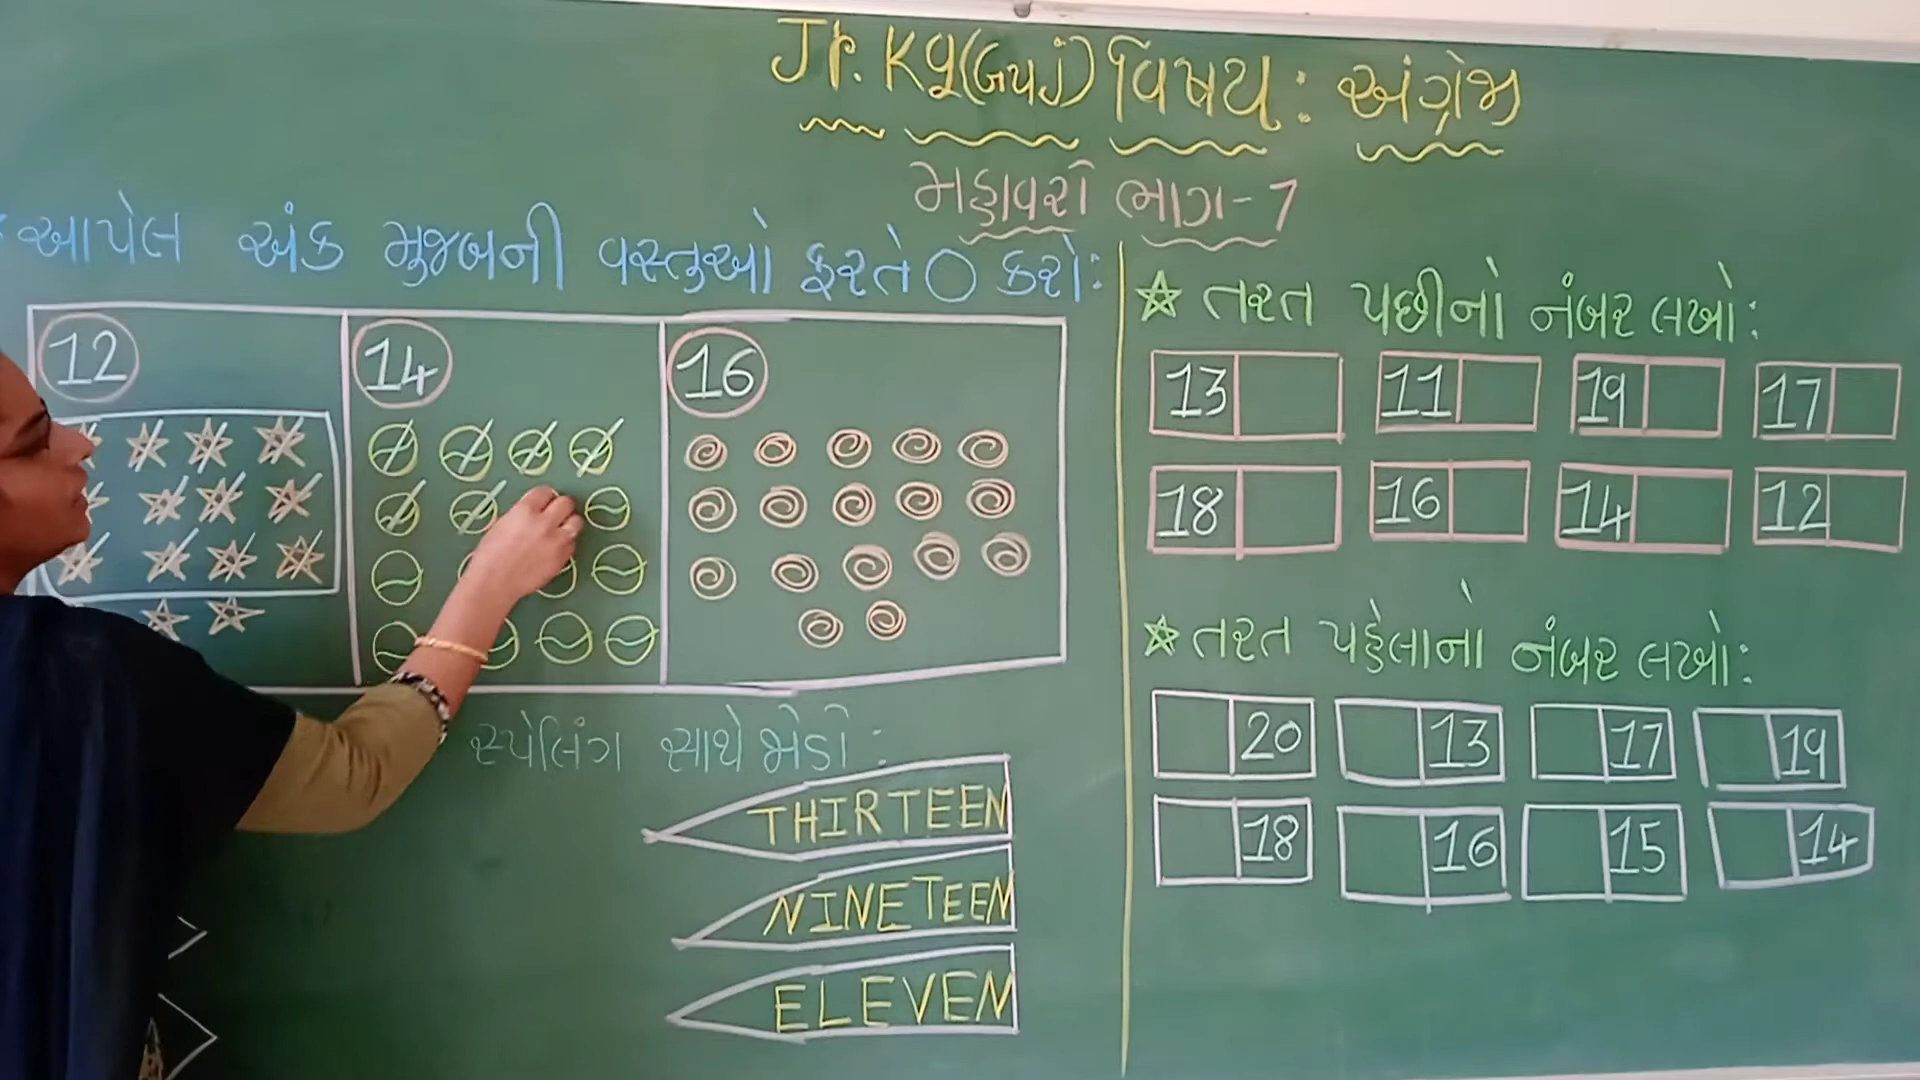 Jr. Kg (ગુજ) વિષય : અંગ્રેજી
મહાવરો ભાગ-7
આપેલ અંક મુજબની વસ્તુઓ ફરતે ○ કરો:
12 14 16
સ્પેલિંગ સાથે જોડો :
THIRTEEN
NINETEEN
ELEVEN
☆ તરત પછીનો નંબર લખો:
13 11 19 17
18 16 14 12
☆ તરત પહેલાનો નંબર લખો:
20 13 17 19
18 16 15 14